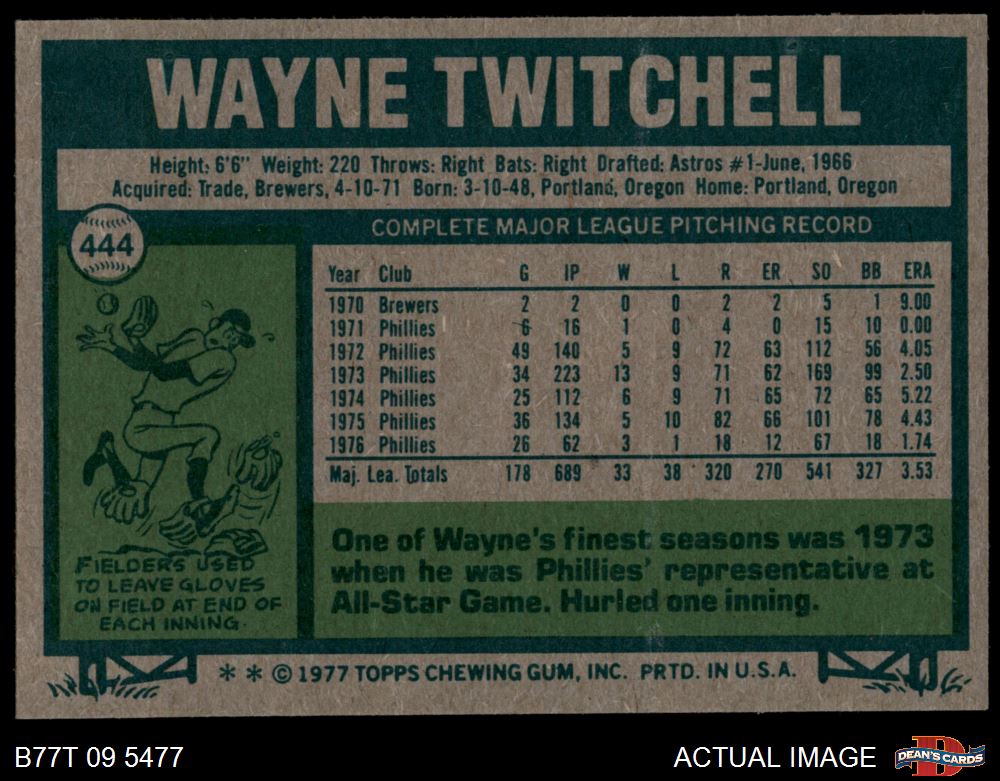 WAYNE TWITCHELL
Height: 6'6" Weight: 220 Throws: Right Bats: Right Drafted: Astros #1-June, 1966
Acquired: Trade, Brewers, 4-10-71 Born: 3-10-48, Portland, Oregon Home: Portland, Oregon
444
COMPLETE MAJOR LEAGUE PITCHING RECORD
Year Club G IP W L R ER SO BB ERA
1970 Brewers 2 2 0 0 2 2 5 1 9.00
1971 Phillies 6 16 1 0 4 0 15 10 0.00
1972 Phillies 49 140 5 9 72 63 112 56 4.05
1973 Phillies 34 223 13 9 71 62 169 99 2.50
1974 Phillies 25 112 6 9 71 65 72 65 5.22
1975 Phillies 36 134 5 10 82 66 101 78 4.43
1976 Phillies 26 62 3 1 18 12 67 18 1.74
Maj. Lea. Totals 178 689 33 38 320 270 541 327 3.53
FIELDERS USED
TO LEAVE GLOVES
ON FIELD AT END OF
EACH INNING.
One of Wayne's finest seasons was 1973
when he was Phillies' representative at
All-Star Game. Hurled one inning.
* * © 1977 TOPPS CHEWING GUM, INC. PRTD. IN U.S.A.
B77T 09 5477
ACTUAL IMAGE
D
DEAN'S CARDS